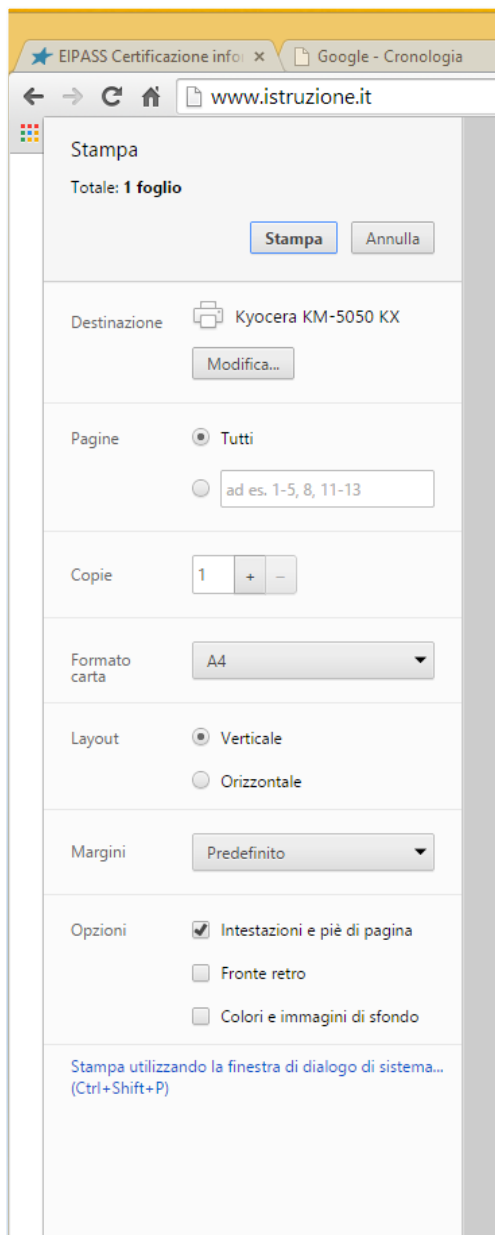 EIPASS Certificazione infor
Google - Cronologia
www.istruzione.it
Stampa
Totale: 1 foglio
Stampa
Annulla
Destinazione
Kyocera KM-5050 KX
Modifica...
Pagine
Tutti
ad es. 1-5, 8, 11-13
Copie
1
+
–
Formato
carta
A4
Layout
Verticale
Orizzontale
Margini
Predefinito
Opzioni
Intestazioni e piè di pagina
Fronte retro
Colori e immagini di sfondo
Stampa utilizzando la finestra di dialogo di sistema...
(Ctrl+Shift+P)